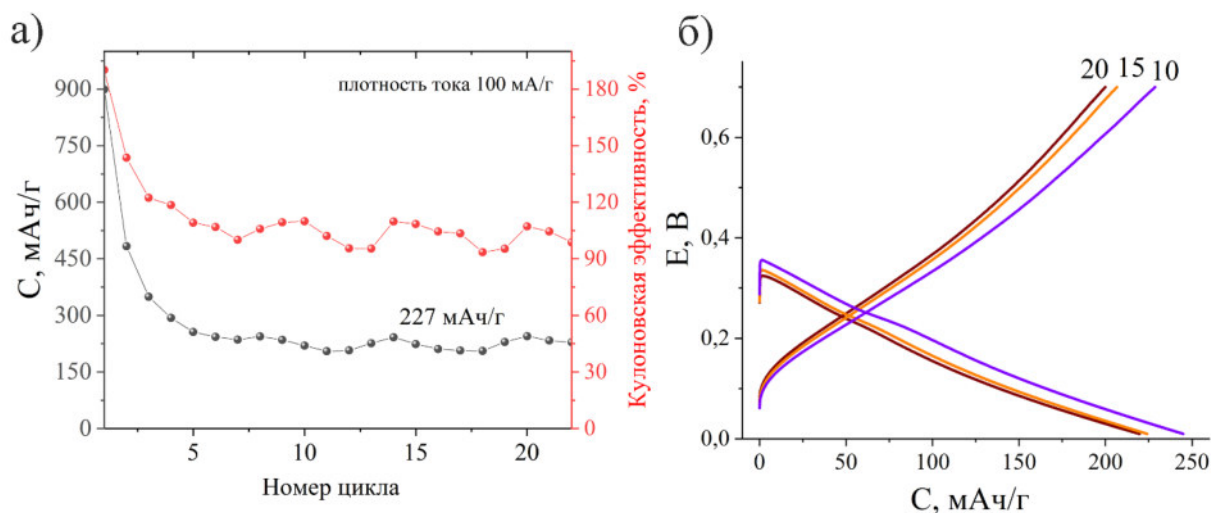 а)
плотность тока 100 мА/г
227 мАч/г
С, мАч/г
900
750
600
450
300
150
0
5
10
15
20
Номер цикла
180
150
120
90
60
30
0
Кулоновская эффективность, %
б)
20 15 10
Е, В
0,6
0,4
0,2
0,0
0
50
100
150
200
250
С, мАч/г